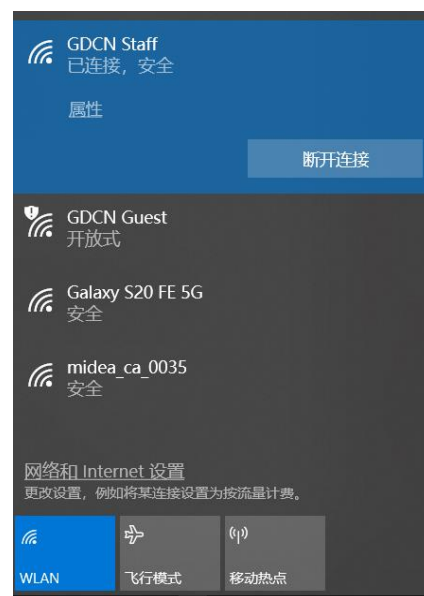 GDCN Staff
已连接，安全
属性
断开连接
GDCN Guest
开放式
Galaxy S20 FE 5G
安全
midea_ca_0035
安全
网络和 Internet 设置
更改设置，例如将某连接设置为按流量计费。
WLAN
飞行模式
移动热点